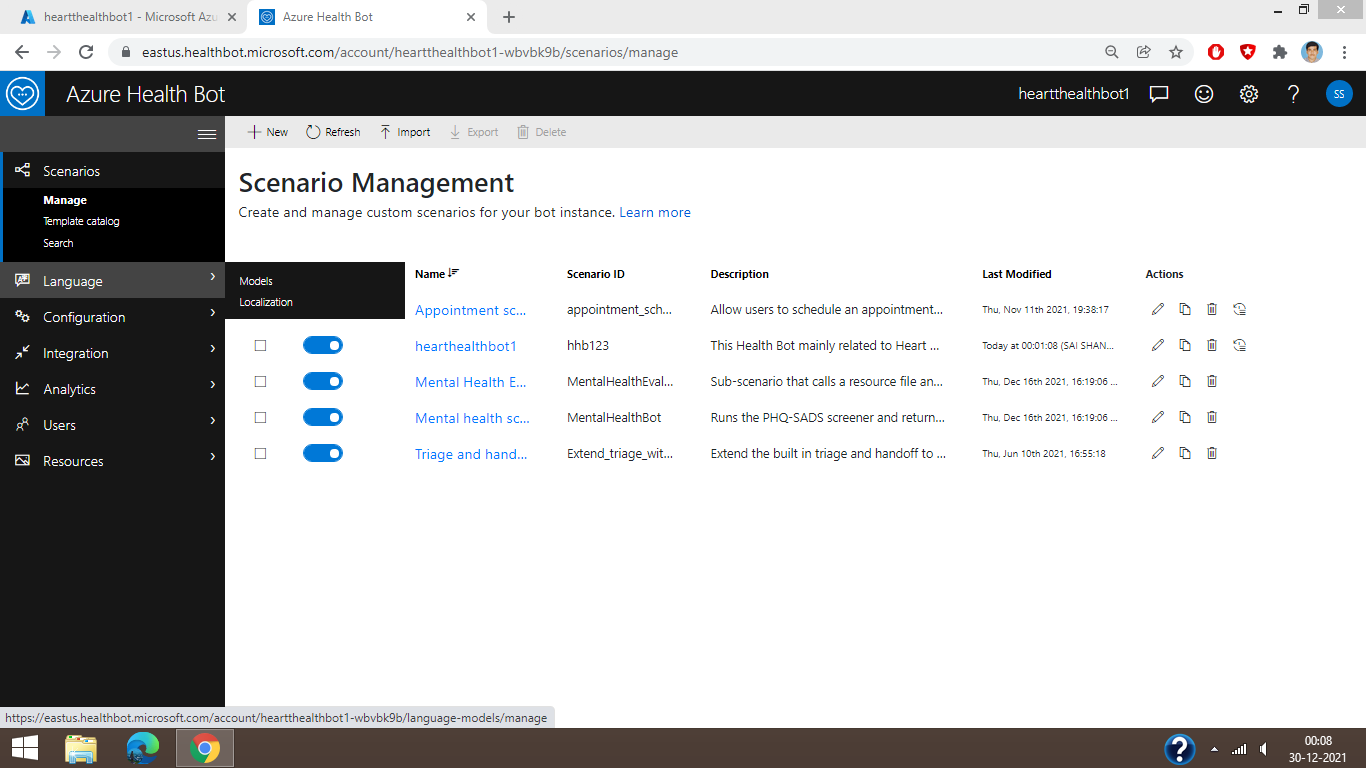 heartthealthbot1 - Microsoft Azu
Azure Health Bot
eastus.healthbot.microsoft.com/account/heartthealthbot1-wbvbk9b/scenarios/manage
Azure Health Bot
heartthealthbot1
SS
New
Refresh
Import
Export
Delete
Scenarios
Manage
Template catalog
Search
Language
Configuration
Integration
Analytics
Users
Resources
Models
Localization
Scenario Management
Create and manage custom scenarios for your bot instance. Learn more
Name Scenario ID Description Last Modified Actions
Appointment sc... appointment_sch... Allow users to schedule an appointment... Thu, Nov 11th 2021, 19:38:17
hearthealthbot1 hhb123 This Health Bot mainly related to Heart ... Today at 00:01:08 (SAI SHAN...
Mental Health E... MentalHealthEval... Sub-scenario that calls a resource file an... Thu, Dec 16th 2021, 16:19:06 ...
Mental health sc... MentalHealthBot Runs the PHQ-SADS screener and return... Thu, Dec 16th 2021, 16:19:06 ...
Triage and hand... Extend_triage_wit... Extend the built in triage and handoff to ... Thu, Jun 10th 2021, 16:55:18
https://eastus.healthbot.microsoft.com/account/heartthealthbot1-wbvbk9b/language-models/manage
00:08
30-12-2021